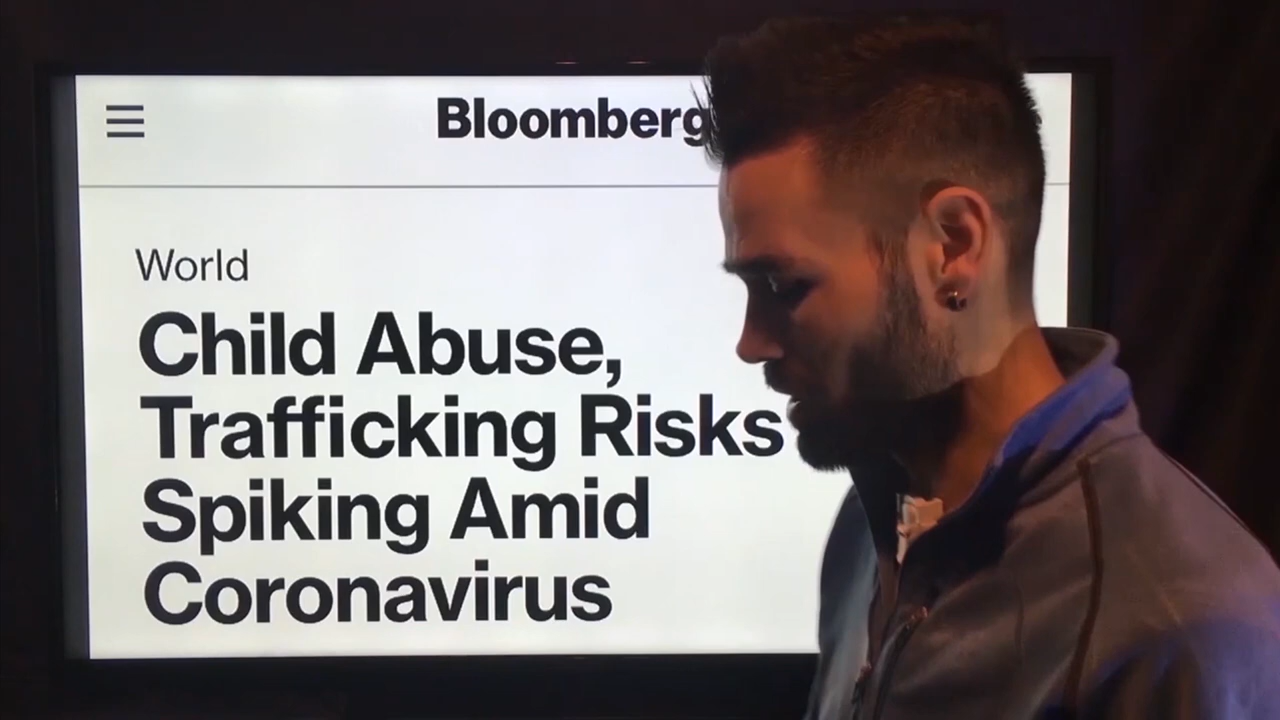 Bloomberg
World
Child Abuse,
Trafficking Risks
Spiking Amid
Coronavirus